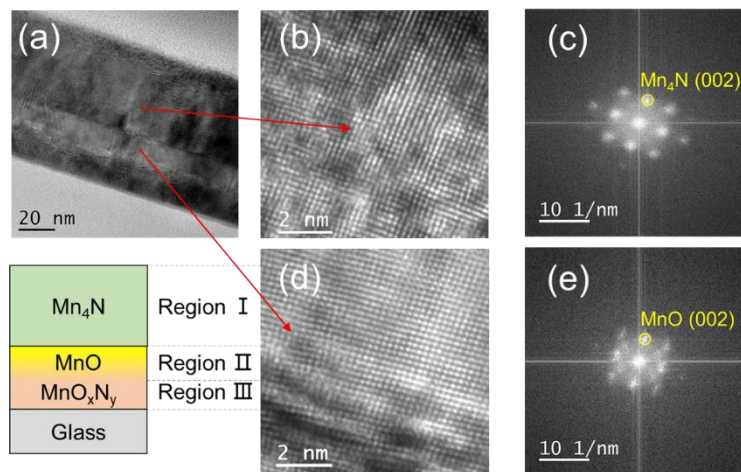 (a)
20 nm
(b)
2 nm
(c)
Mn₄N (002)
10 1/nm
Mn₄N
Region Ⅰ
MnO
Region Ⅱ
MnOₓNᵧ
Region Ⅲ
Glass
(d)
2 nm
(e)
MnO (002)
10 1/nm